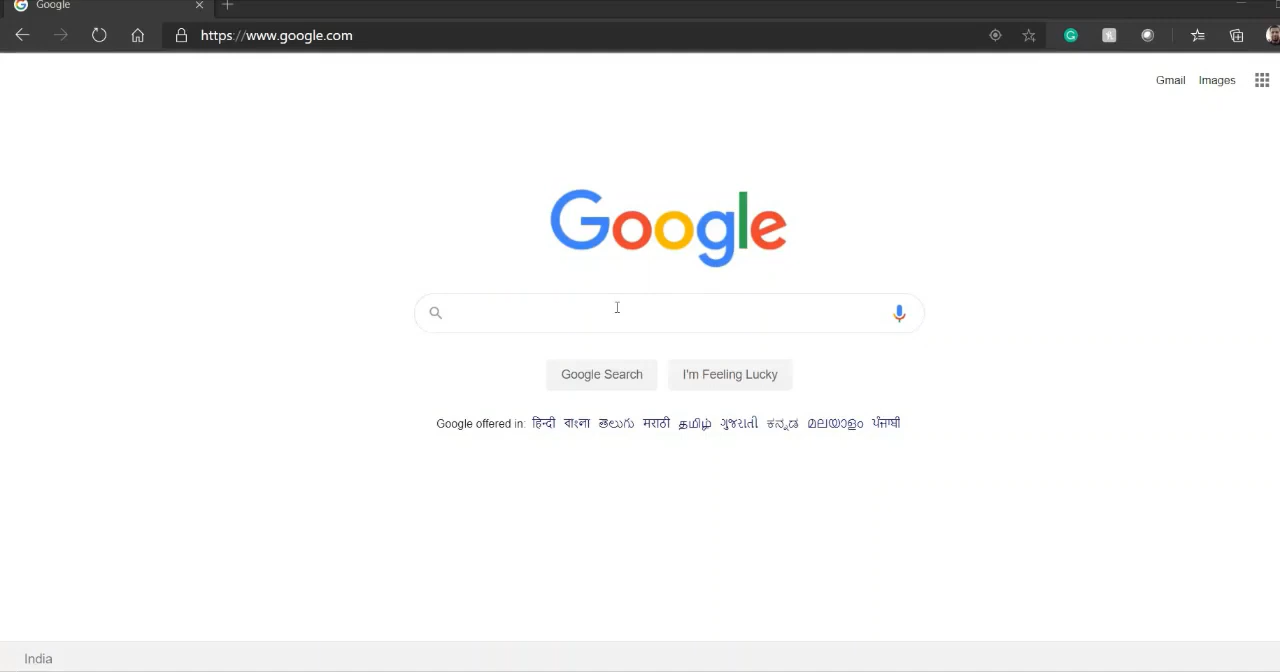 Google
https://www.google.com
Gmail Images
Google
Google Search I'm Feeling Lucky
Google offered in: हिन्दी বাংলা తెలుగు मराठी தமிழ் ગુજરાતી ಕನ್ನಡ മലയാളം ਪੰਜਾਬੀ
India